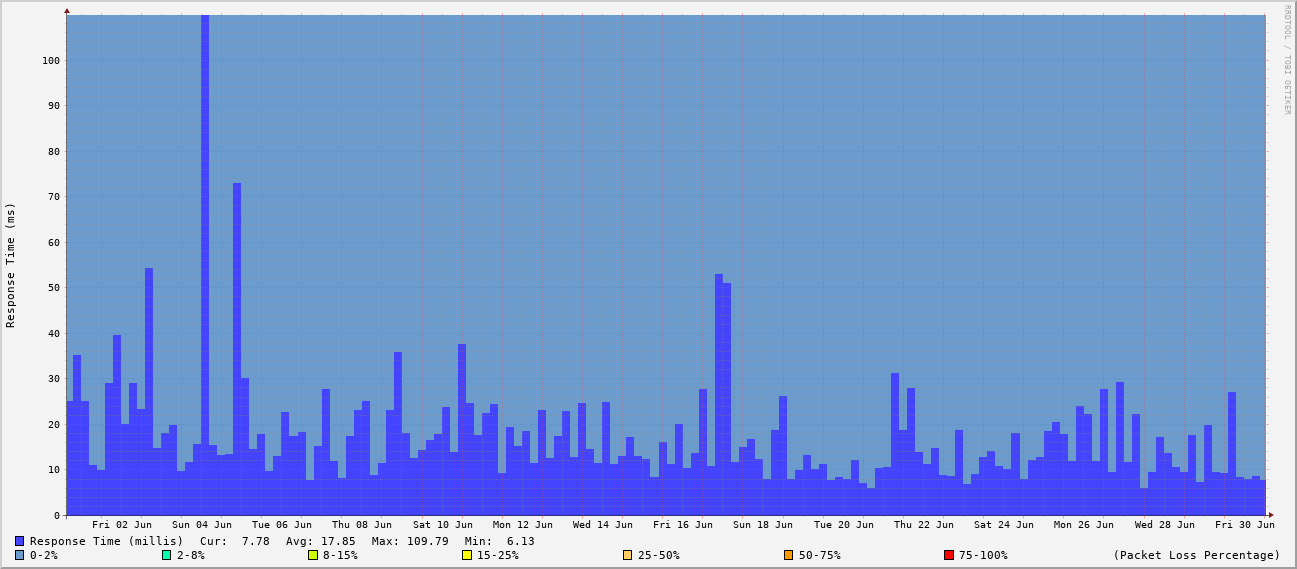 RRDTOOL / TOBI OETIKER
Response Time (ms)
100
90
80
70
60
50
40
30
20
10
0
Fri 02 Jun Sun 04 Jun Tue 06 Jun Thu 08 Jun Sat 10 Jun Mon 12 Jun Wed 14 Jun Fri 16 Jun Sun 18 Jun Tue 20 Jun Thu 22 Jun Sat 24 Jun Mon 26 Jun Wed 28 Jun Fri 30 Jun
Response Time (millis) Cur: 7.78 Avg: 17.85 Max: 109.79 Min: 6.13
0-2% 2-8% 8-15% 15-25% 25-50% 50-75% 75-100% (Packet Loss Percentage)